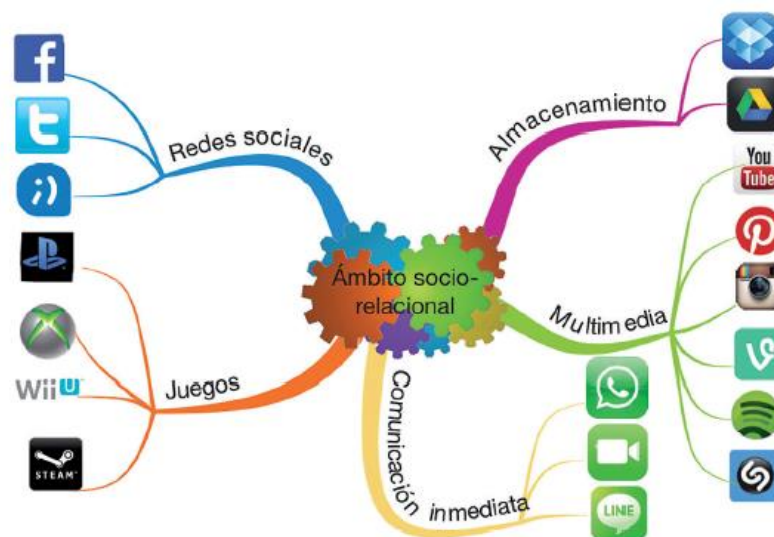 Redes sociales
Almacenamiento
You
Tube
Ámbito socio-
relacional
Multimedia
Wii U
Juegos
STEAM
Comunicación inmediata
LINE